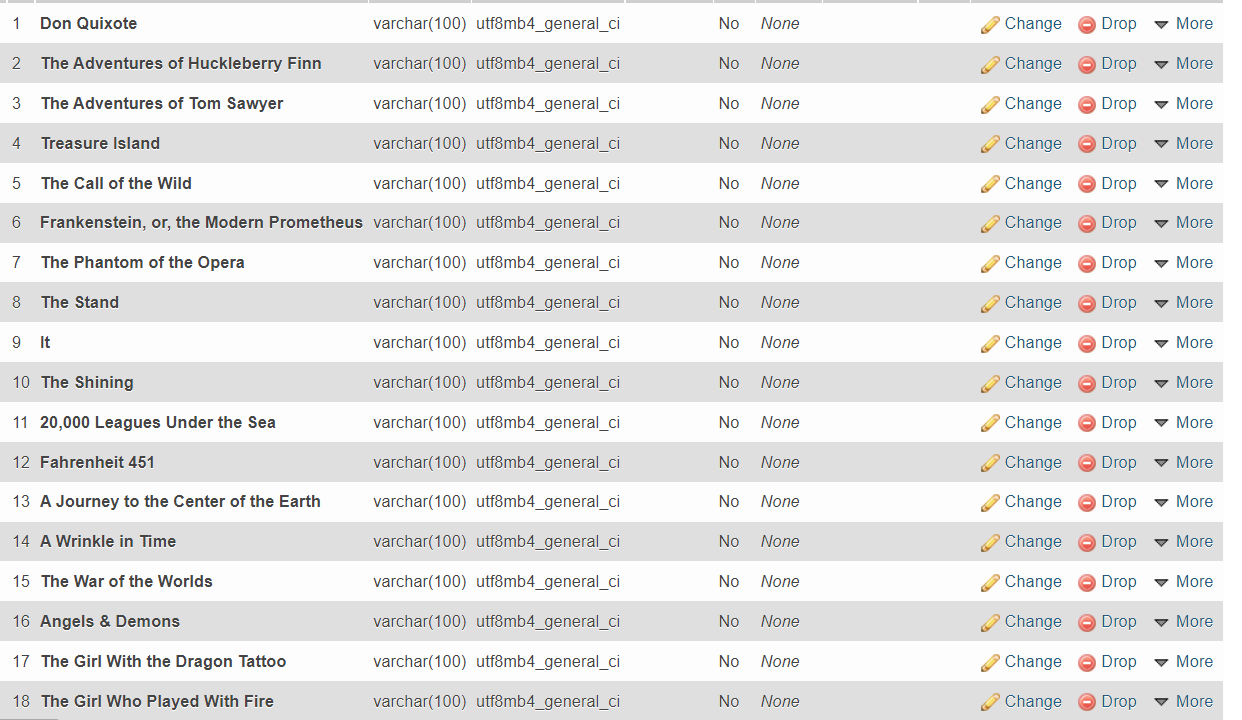 1 Don Quixote varchar(100) utf8mb4_general_ci No None Change Drop More
2 The Adventures of Huckleberry Finn varchar(100) utf8mb4_general_ci No None Change Drop More
3 The Adventures of Tom Sawyer varchar(100) utf8mb4_general_ci No None Change Drop More
4 Treasure Island varchar(100) utf8mb4_general_ci No None Change Drop More
5 The Call of the Wild varchar(100) utf8mb4_general_ci No None Change Drop More
6 Frankenstein, or, the Modern Prometheus varchar(100) utf8mb4_general_ci No None Change Drop More
7 The Phantom of the Opera varchar(100) utf8mb4_general_ci No None Change Drop More
8 The Stand varchar(100) utf8mb4_general_ci No None Change Drop More
9 It varchar(100) utf8mb4_general_ci No None Change Drop More
10 The Shining varchar(100) utf8mb4_general_ci No None Change Drop More
11 20,000 Leagues Under the Sea varchar(100) utf8mb4_general_ci No None Change Drop More
12 Fahrenheit 451 varchar(100) utf8mb4_general_ci No None Change Drop More
13 A Journey to the Center of the Earth varchar(100) utf8mb4_general_ci No None Change Drop More
14 A Wrinkle in Time varchar(100) utf8mb4_general_ci No None Change Drop More
15 The War of the Worlds varchar(100) utf8mb4_general_ci No None Change Drop More
16 Angels & Demons varchar(100) utf8mb4_general_ci No None Change Drop More
17 The Girl With the Dragon Tattoo varchar(100) utf8mb4_general_ci No None Change Drop More
18 The Girl Who Played With Fire varchar(100) utf8mb4_general_ci No None Change Drop More